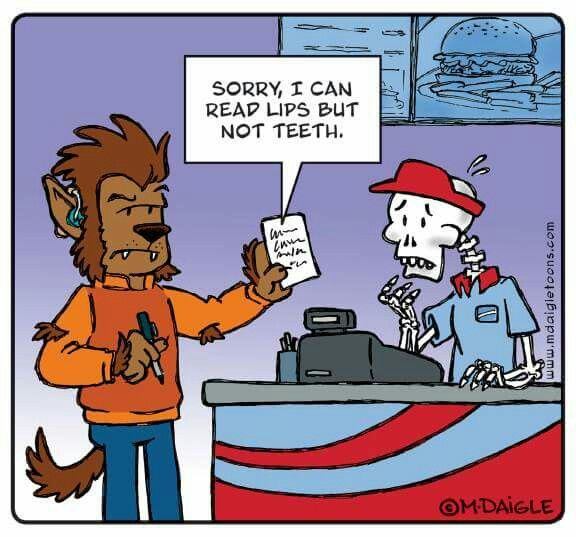 SORRY, I CAN
READ LIPS BUT
NOT TEETH.
www.mdaigletoons.com
©M·DAiGLE